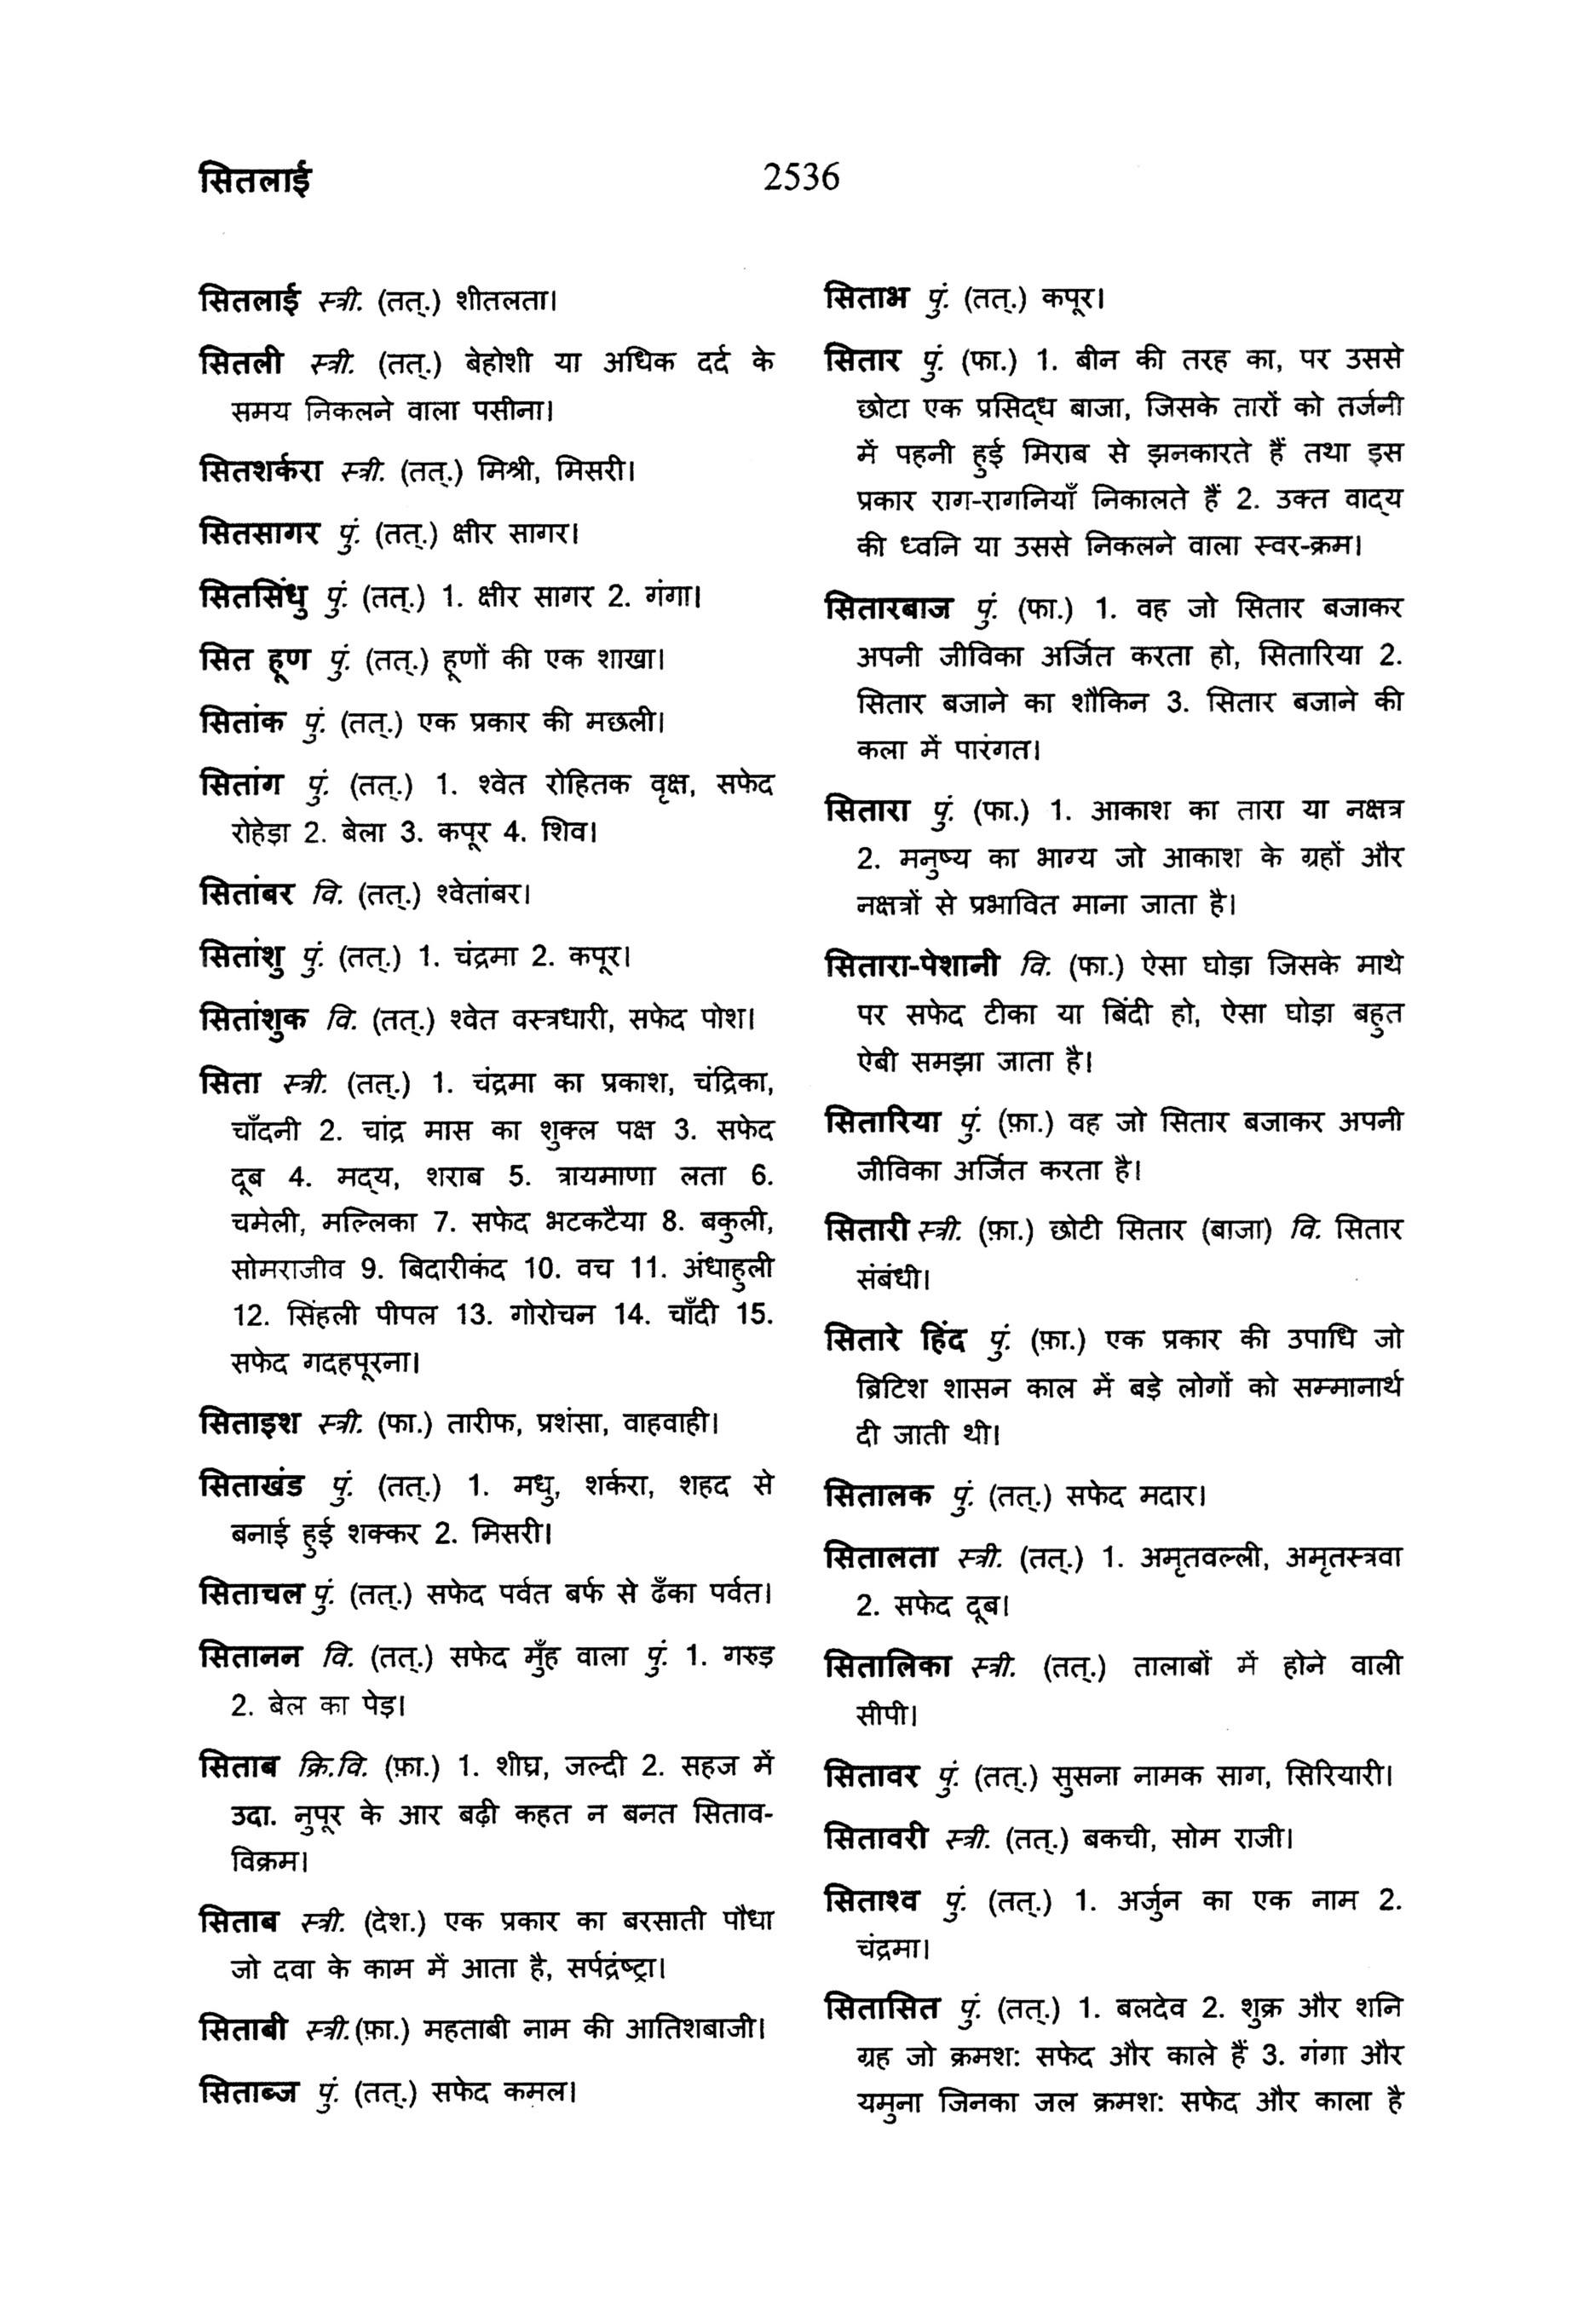 सितलाई
2536
सितलाई स्त्री. (तत्.) शीतलता।
सितली स्त्री. (तत्.) बेहोशी या अधिक दर्द के
समय निकलने वाला पसीना।
सितशर्करा स्त्री. (तत्.) मिश्री, मिसरी।
सितसागर पुं. (तत्.) क्षीर सागर।
सितसिंधु पुं. (तत्.) 1. क्षीर सागर 2. गंगा।
सित हूण पुं. (तत्.) हूणों की एक शाखा।
सितांक पुं. (तत्.) एक प्रकार की मछली।
सितांग पुं. (तत्.) 1. श्वेत रोहितक वृक्ष, सफेद
रोहेड़ा 2. बेला 3. कपूर 4. शिव।
सितांबर वि. (तत्.) श्वेतांबर।
सितांशु पुं. (तत्.) 1. चंद्रमा 2. कपूर।
सितांशुक वि. (तत्.) श्वेत वस्त्रधारी, सफेद पोश।
सिता स्त्री. (तत्.) 1. चंद्रमा का प्रकाश, चंद्रिका,
चाँदनी 2. चांद्र मास का शुक्ल पक्ष 3. सफेद
दूब 4. मद्य, शराब 5. त्रायमाणा लता 6.
चमेली, मल्लिका 7. सफेद भटकटैया 8. बकुली,
सोमराजीव 9. बिदारीकंद 10. वच 11. अंधाहुली
12. सिंहली पीपल 13. गोरोचन 14. चाँदी 15.
सफेद गदहपूरना।
सिताइश स्त्री. (फा.) तारीफ, प्रशंसा, वाहवाही।
सिताखंड पुं. (तत्.) 1. मधु, शर्करा, शहद से
बनाई हुई शक्कर 2. मिसरी।
सिताचल पुं. (तत्.) सफेद पर्वत बर्फ से ढँका पर्वत।
सितानन वि. (तत्.) सफेद मुँह वाला पुं. 1. गरुड़
2. बेल का पेड़।
सिताब क्रि.वि. (फ़ा.) 1. शीघ्र, जल्दी 2. सहज में
उदा. नुपूर के आर बढ़ी कहत न बनत सिताव-
विक्रम।
सिताब स्त्री. (देश.) एक प्रकार का बरसाती पौधा
जो दवा के काम में आता है, सर्पद्रंष्ट्रा।
सिताबी स्त्री. (फ़ा.) महताबी नाम की आतिशबाजी।
सिताब्ज पुं. (तत्.) सफेद कमल।
सिताभ पुं. (तत्.) कपूर।
सितार पुं. (फा.) 1. बीन की तरह का, पर उससे
छोटा एक प्रसिद्ध बाजा, जिसके तारों को तर्जनी
में पहनी हुई मिराब से झनकारते हैं तथा इस
प्रकार राग-रागनियाँ निकालते हैं 2. उक्त वाद्य
की ध्वनि या उससे निकलने वाला स्वर-क्रम।
सितारबाज पुं. (फा.) 1. वह जो सितार बजाकर
अपनी जीविका अर्जित करता हो, सितारिया 2.
सितार बजाने का शौकिन 3. सितार बजाने की
कला में पारंगत।
सितारा पुं. (फा.) 1. आकाश का तारा या नक्षत्र
2. मनुष्य का भाग्य जो आकाश के ग्रहों और
नक्षत्रों से प्रभावित माना जाता है।
सितारा-पेशानी वि. (फा.) ऐसा घोड़ा जिसके माथे
पर सफेद टीका या बिंदी हो, ऐसा घोड़ा बहुत
ऐबी समझा जाता है।
सितारिया पुं. (फ़ा.) वह जो सितार बजाकर अपनी
जीविका अर्जित करता है।
सितारी स्त्री. (फ़ा.) छोटी सितार (बाजा) वि. सितार
संबंधी।
सितारे हिंद पुं. (फ़ा.) एक प्रकार की उपाधि जो
ब्रिटिश शासन काल में बड़े लोगों को सम्मानार्थ
दी जाती थी।
सितालक पुं. (तत्.) सफेद मदार।
सितालता स्त्री. (तत्.) 1. अमृतवल्ली, अमृतस्त्रवा
2. सफेद दूब।
सितालिका स्त्री. (तत्.) तालाबों में होने वाली
सीपी।
सितावर पुं. (तत्.) सुसना नामक साग, सिरियारी।
सितावरी स्त्री. (तत्.) बकची, सोम राजी।
सिताश्व पुं. (तत्.) 1. अर्जुन का एक नाम 2.
चंद्रमा।
सितासित पुं. (तत्.) 1. बलदेव 2. शुक्र और शनि
ग्रह जो क्रमश: सफेद और काले हैं 3. गंगा और
यमुना जिनका जल क्रमश: सफेद और काला है